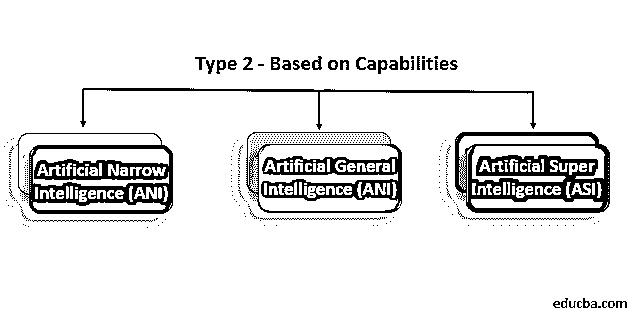 Type 2 - Based on Capabilities
Artificial Narrow
Intelligence (ANI)
Artificial General
Intelligence (ANI)
Artificial Super
Intelligence (ASI)
educba.com